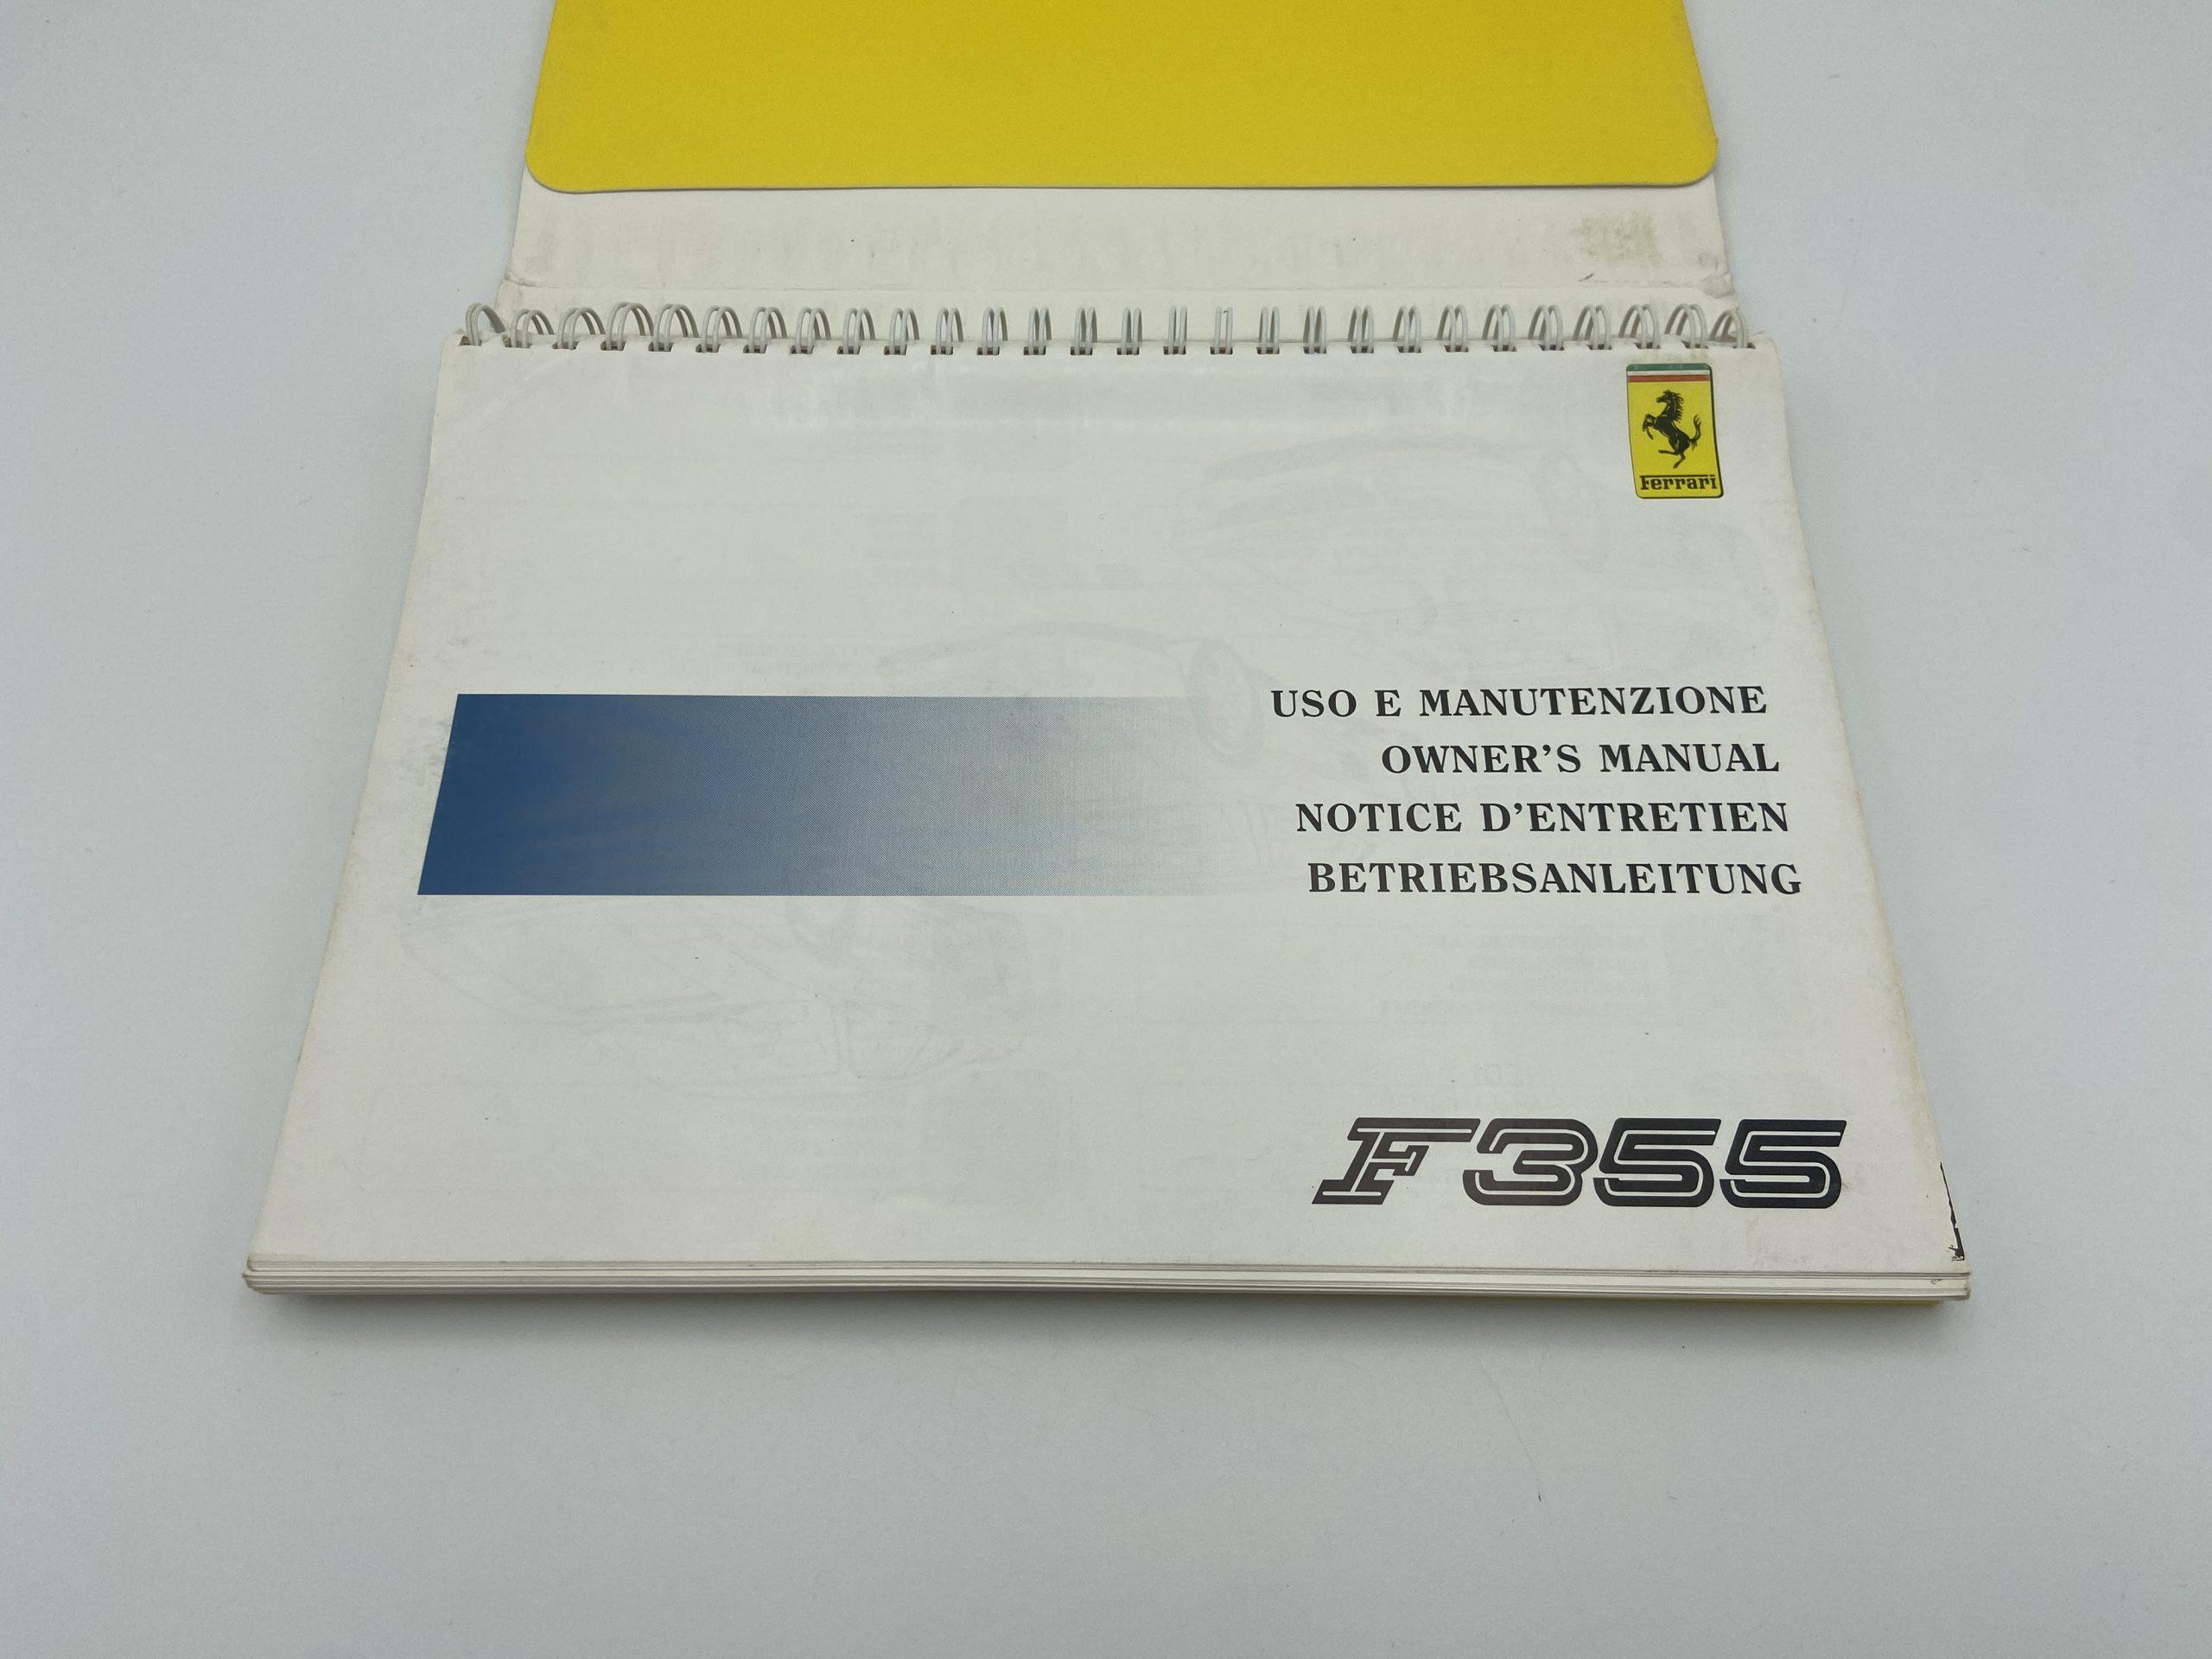 Ferrari
USO E MANUTENZIONE
OWNER'S MANUAL
NOTICE D'ENTRETIEN
BETRIEBSANLEITUNG
F355